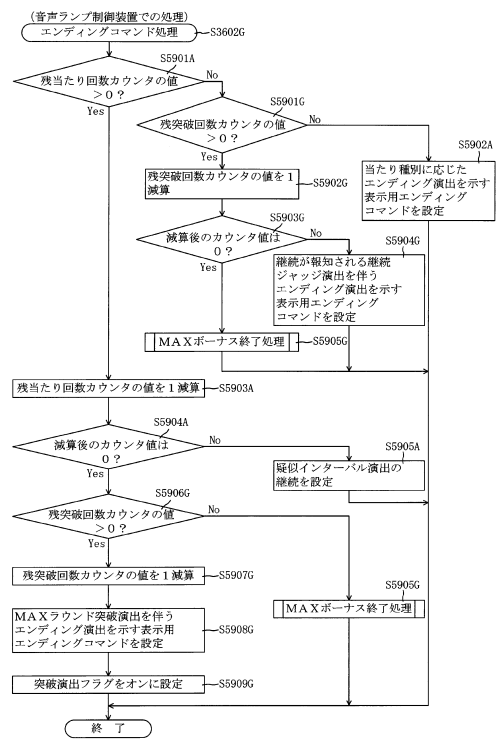 (音声ランプ制御装置での処理)
エンディングコマンド処理
S3602G
S5901A
残当たり回数カウンタの値
>0?
No
Yes
S5901G
残突破回数カウンタの値
>0?
No
Yes
S5902A
当たり種別に応じた
エンディング演出を示す
表示用エンディング
コマンドを設定
残突破回数カウンタの値を1
減算
S5902G
S5903G
減算後のカウンタ値は
0?
No
Yes
S5904G
継続が報知される継続
ジャッジ演出を伴う
エンディング演出を示す
表示用エンディング
コマンドを設定
MAXボーナス終了処理
S5905G
残当たり回数カウンタの値を1減算
S5903A
S5904A
減算後のカウンタ値は
0?
No
Yes
S5905A
疑似インターバル演出の
継続を設定
S5906G
残突破回数カウンタの値
>0?
No
Yes
残突破回数カウンタの値を1減算
S5907G
S5905G
MAXボーナス終了処理
MAXラウンド突破演出を伴う
エンディング演出を示す表示用
エンディングコマンドを設定
S5908G
突破演出フラグをオンに設定
S5909G
終 了